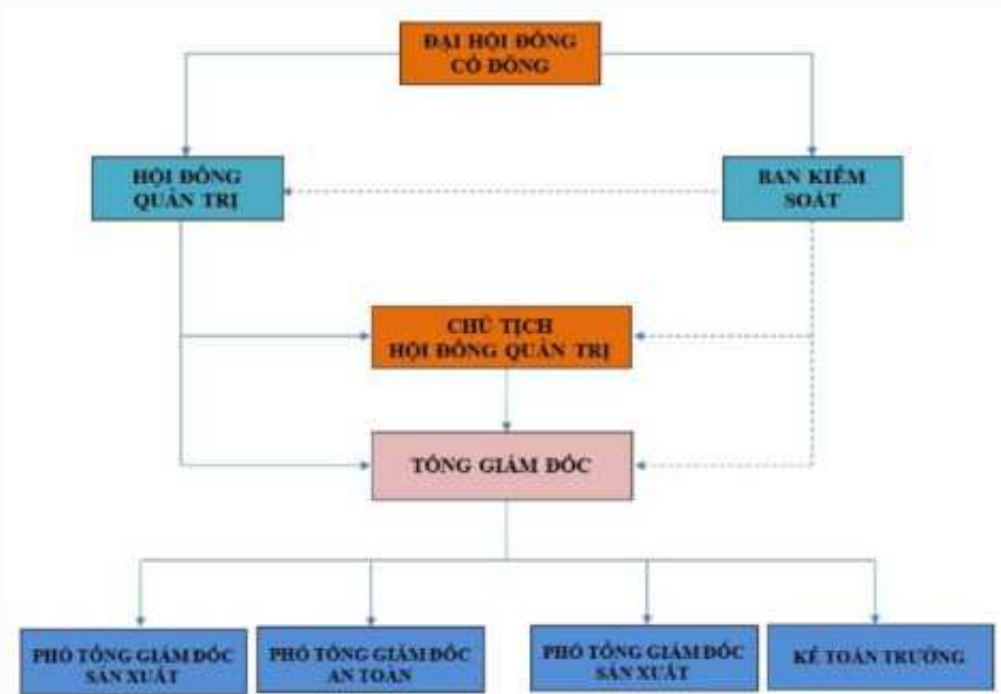 ĐẠI HỘI ĐỒNG
CỔ ĐÔNG
HỘI ĐỒNG
QUẢN TRỊ
BAN KIỂM
SOÁT
CHỦ TỊCH
HỘI ĐỒNG QUẢN TRỊ
TỔNG GIÁM ĐỐC
PHÓ TỔNG GIÁM ĐỐC
SẢN XUẤT
PHÓ TỔNG GIÁM ĐỐC
AN TOÀN
PHÓ TỔNG GIÁM ĐỐC
SẢN XUẤT
KẾ TOÁN TRƯỞNG